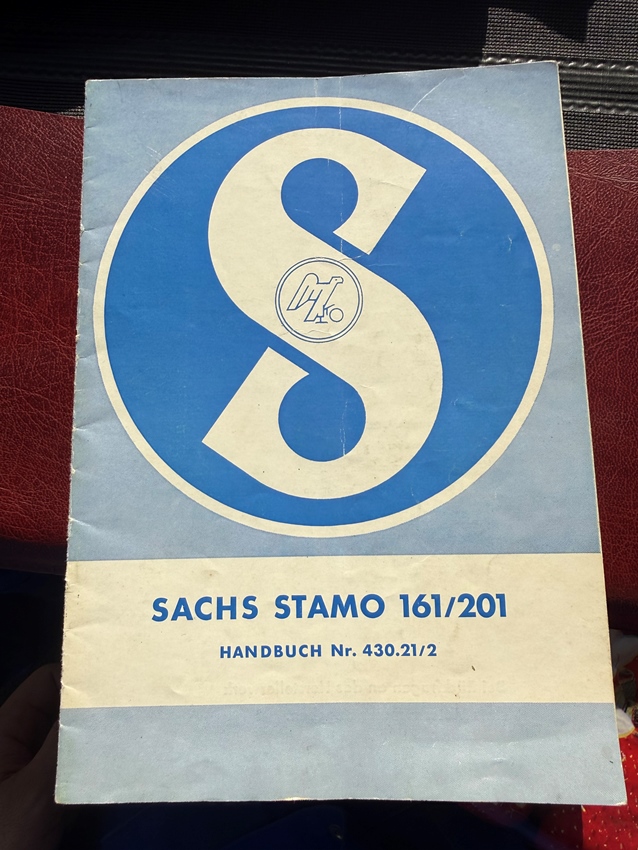 S
SACHS STAMO 161/201
HANDBUCH Nr. 430.21/2